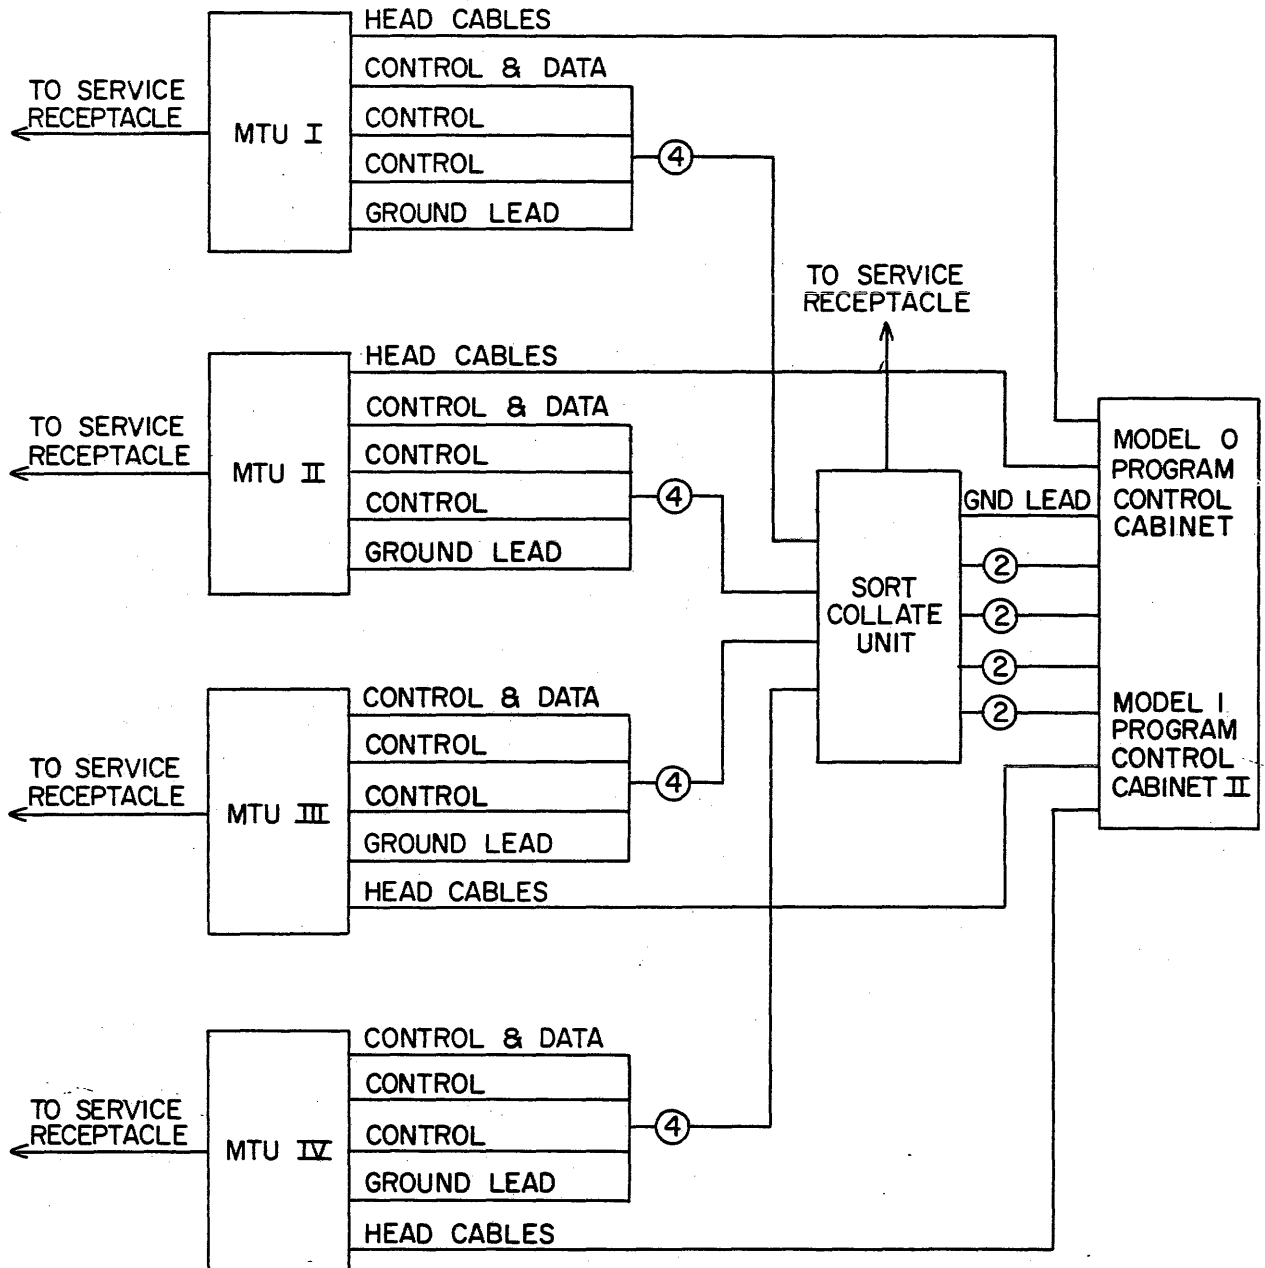 HEAD CABLES
CONTROL & DATA
CONTROL
CONTROL
GROUND LEAD
TO SERVICE
RECEPTACLE
MTU I
④
TO SERVICE
RECEPTACLE
HEAD CABLES
CONTROL & DATA
CONTROL
CONTROL
GROUND LEAD
TO SERVICE
RECEPTACLE
MTU II
④
CONTROL & DATA
CONTROL
CONTROL
GROUND LEAD
HEAD CABLES
TO SERVICE
RECEPTACLE
MTU III
④
CONTROL & DATA
CONTROL
CONTROL
GROUND LEAD
HEAD CABLES
TO SERVICE
RECEPTACLE
MTU IV
④
SORT
COLLATE
UNIT
GND LEAD
②
②
②
②
MODEL 0
PROGRAM
CONTROL
CABINET
MODEL I
PROGRAM
CONTROL
CABINET II